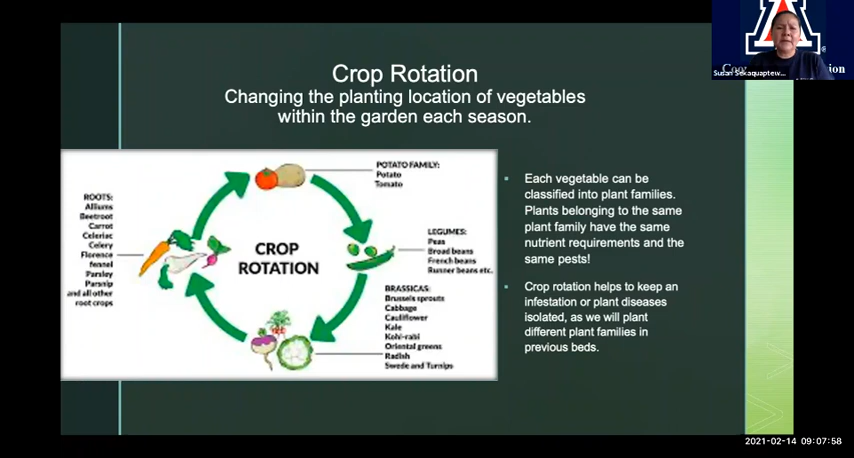 Crop Rotation
Changing the planting location of vegetables
within the garden each season.
POTATO FAMILY:
Potato
Tomato
ROOTS:
Alliums
Beetroot
Carrot
Celeriac
Celery
Florence
fennel
Parsley
Parsnip
and all other
root crops
CROP
ROTATION
LEGUMES:
Peas
Broad beans
French beans
Runner beans etc.
BRASSICAS:
Brussels sprouts
Cabbage
Cauliflower
Kale
Kohl-rabi
Oriental greens
Radish
Swede and Turnips
Each vegetable can be
classified into plant families.
Plants belonging to the same
plant family have the same
nutrient requirements and the
same pests!
Crop rotation helps to keep an
infestation or plant diseases
isolated, as we will plant
different plant families in
previous beds.
Susan Sekaquaptew...
2021-02-14 09:07:58